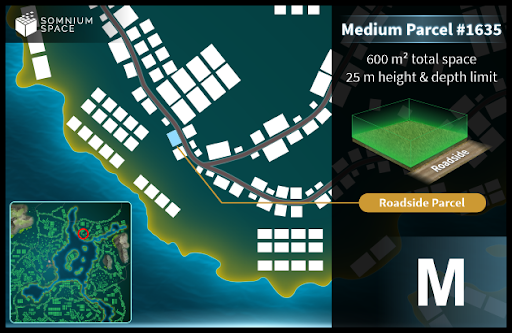 SOMNIUM
SPACE
Medium Parcel #1635
600 m² total space
25 m height & depth limit
Roadside
Roadside Parcel
M